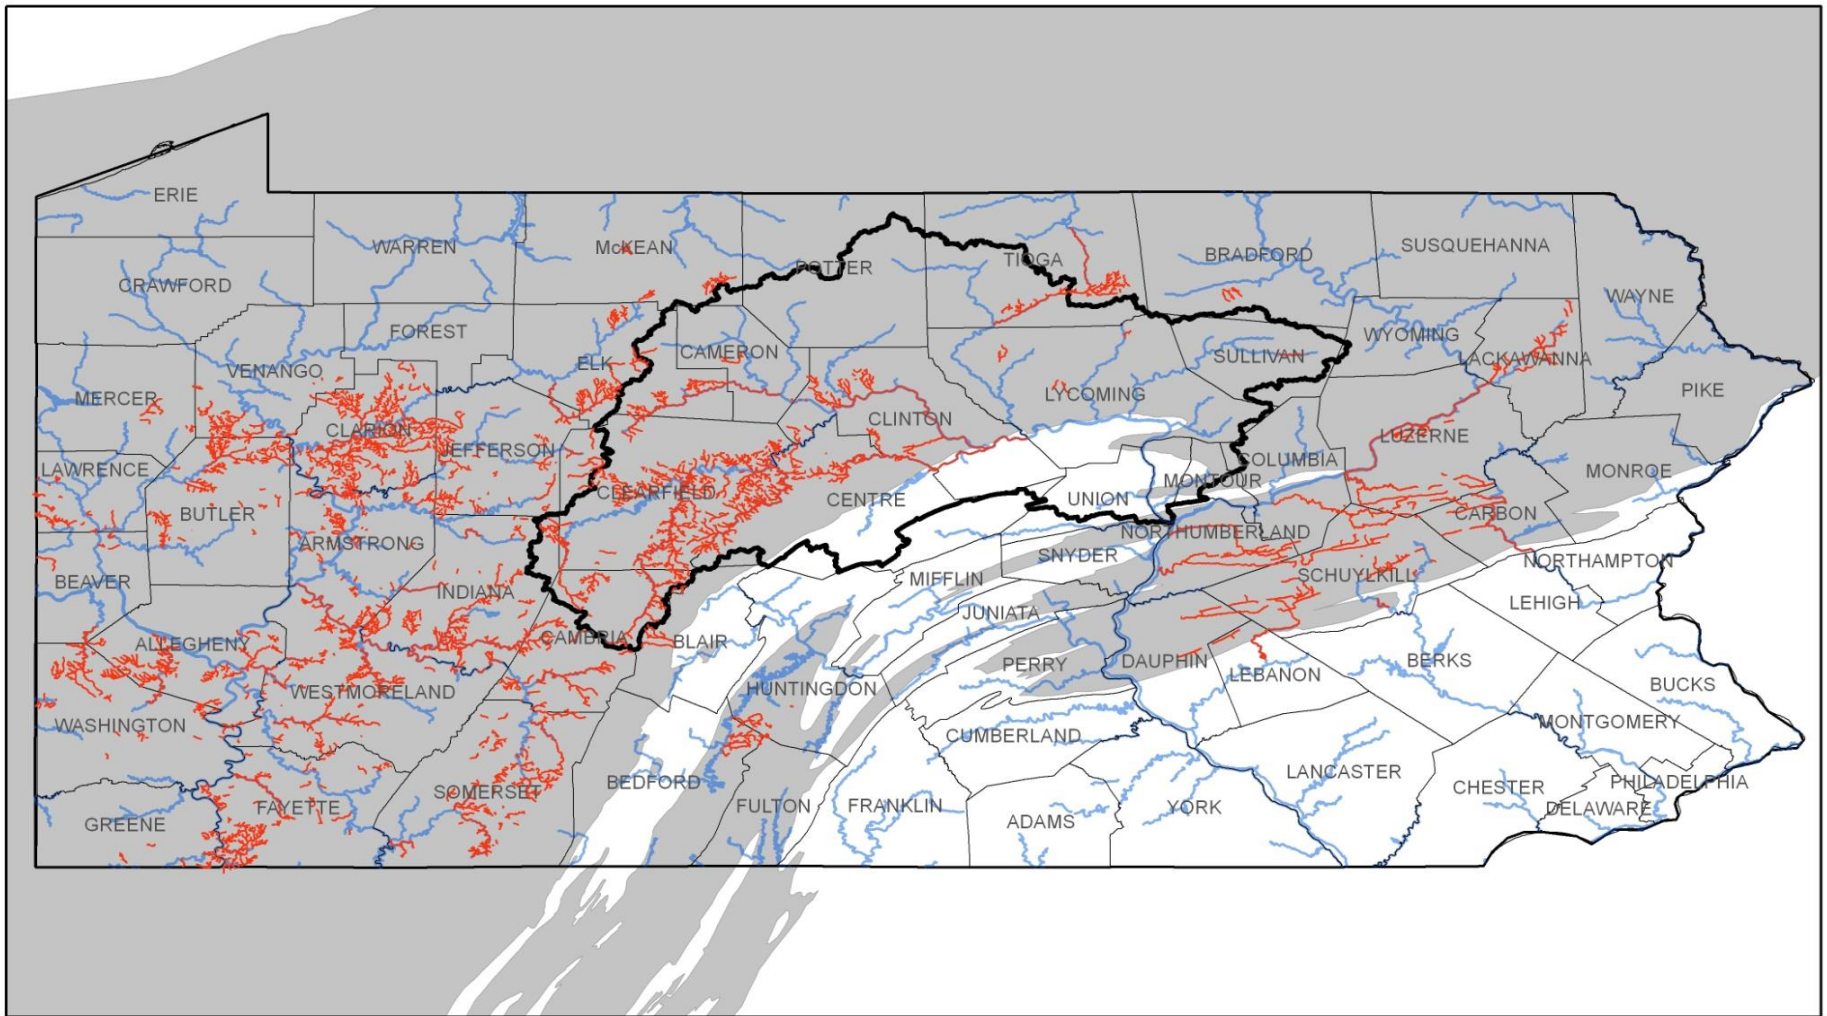 ERIE
WARREN
McKEAN
POTTER
TIOGA
BRADFORD
SUSQUEHANNA
CRAWFORD
WAYNE
FOREST
WYOMING
VENANGO
ELK
CAMERON
SULLIVAN
LACKAWANNA
MERCER
LYCOMING
PIKE
CLARION
CLINTON
JEFFERSON
LUZERNE
LAWRENCE
COLUMBIA
MONROE
CLEARFIELD
CENTRE
UNION
MONTOUR
BUTLER
CARBON
ARMSTRONG
NORTHUMBERLAND
SNYDER
NORTHAMPTON
BEAVER
INDIANA
MIFFLIN
SCHUYLKILL
JUNIATA
LEHIGH
ALLEGHENY
CAMBRIA
BLAIR
PERRY
DAUPHIN
BERKS
LEBANON
WESTMORELAND
HUNTINGDON
BUCKS
WASHINGTON
CUMBERLAND
MONTGOMERY
LANCASTER
BEDFORD
SOMERSET
CHESTER
PHILADELPHIA
FAYETTE
FULTON
FRANKLIN
YORK
DELAWARE
GREENE
ADAMS